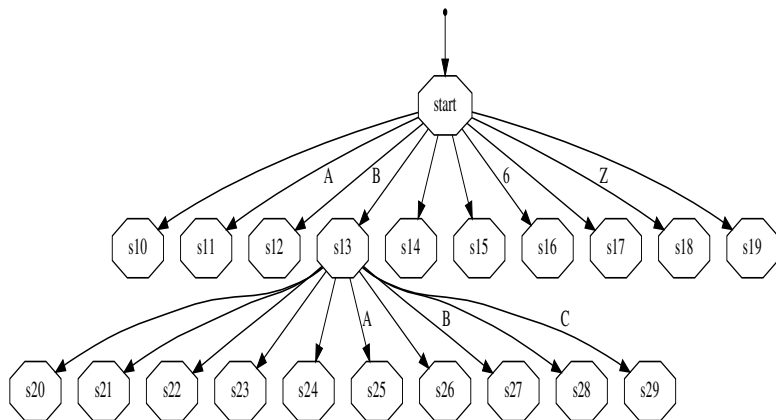 start
A B 6 Z
s10 s11 s12 s13 s14 s15 s16 s17 s18 s19
A B C
s20 s21 s22 s23 s24 s25 s26 s27 s28 s29